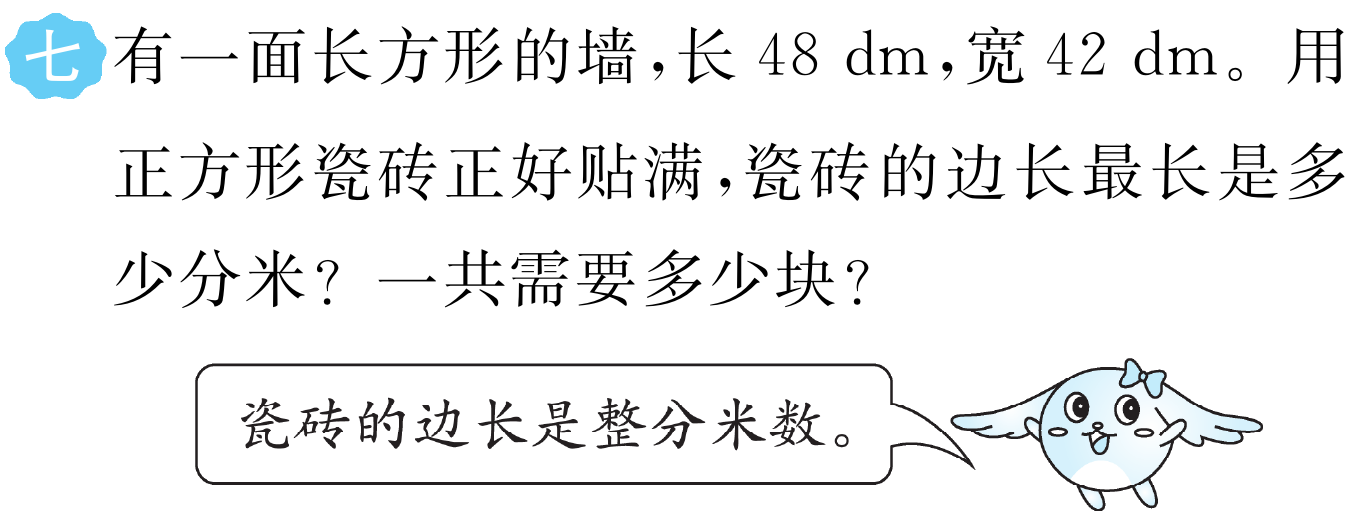 七 有一面长方形的墙,长 48 dm,宽 42 dm。用
正方形瓷砖正好贴满,瓷砖的边长最长是多
少分米? 一共需要多少块?
瓷砖的边长是整分米数。